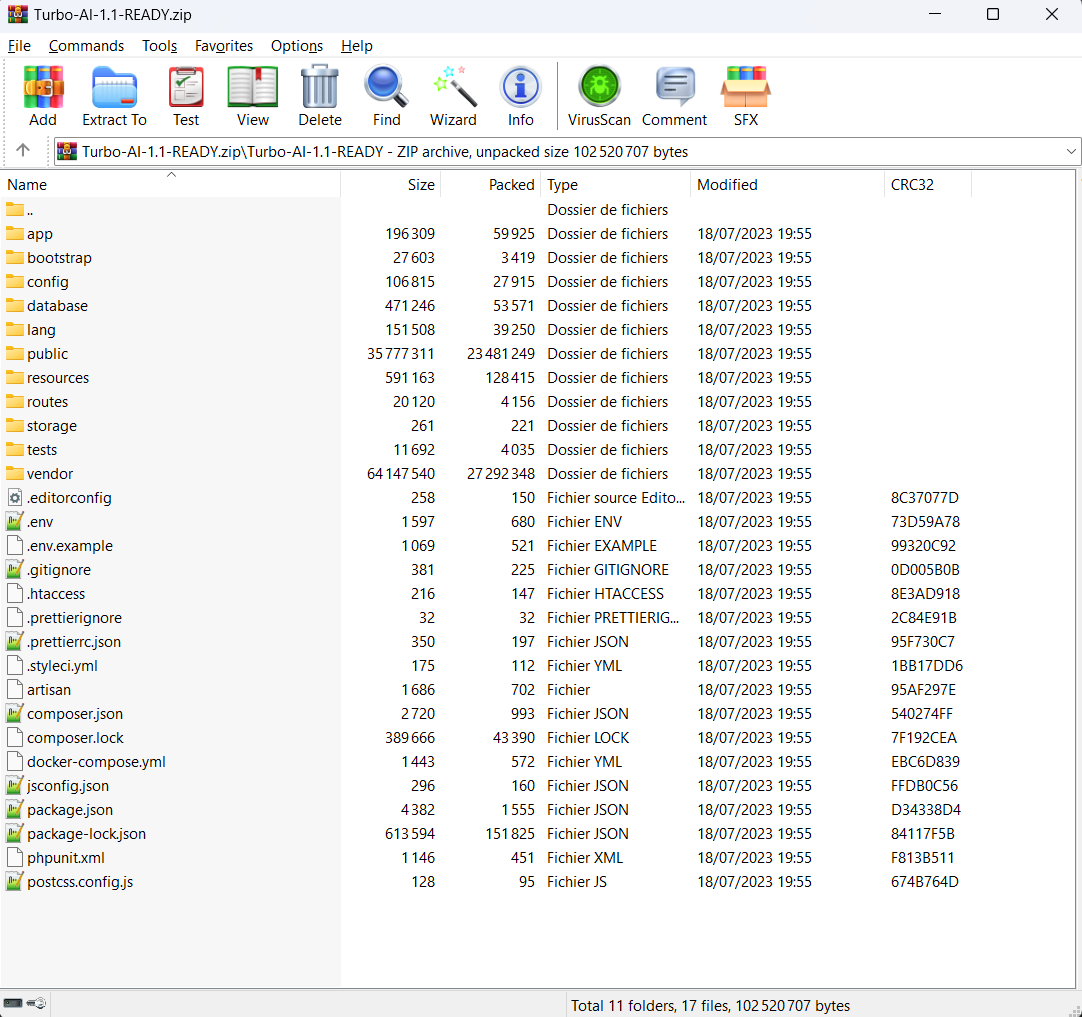 Turbo-AI-1.1-READY.zip
File Commands Tools Favorites Options Help
Add Extract To Test View Delete Find Wizard Info VirusScan Comment SFX
Turbo-AI-1.1-READY.zip\Turbo-AI-1.1-READY - ZIP archive, unpacked size 102 520 707 bytes
Name Size Packed Type Modified CRC32
.. Dossier de fichiers
app 196 309 59 925 Dossier de fichiers 18/07/2023 19:55
bootstrap 27 603 3 419 Dossier de fichiers 18/07/2023 19:55
config 106 815 27 915 Dossier de fichiers 18/07/2023 19:55
database 471 246 53 571 Dossier de fichiers 18/07/2023 19:55
lang 151 508 39 250 Dossier de fichiers 18/07/2023 19:55
public 35 777 311 23 481 249 Dossier de fichiers 18/07/2023 19:55
resources 591 163 128 415 Dossier de fichiers 18/07/2023 19:55
routes 20 120 4 156 Dossier de fichiers 18/07/2023 19:55
storage 261 221 Dossier de fichiers 18/07/2023 19:55
tests 11 692 4 035 Dossier de fichiers 18/07/2023 19:55
vendor 64 147 540 27 292 348 Dossier de fichiers 18/07/2023 19:55
.editorconfig 258 150 Fichier source Edito... 18/07/2023 19:55 8C37077D
.env 1 597 680 Fichier ENV 18/07/2023 19:55 73D59A78
.env.example 1 069 521 Fichier EXAMPLE 18/07/2023 19:55 99320C92
.gitignore 381 225 Fichier GITIGNORE 18/07/2023 19:55 0D005B0B
.htaccess 216 147 Fichier HTACCESS 18/07/2023 19:55 8E3AD918
.prettierignore 32 32 Fichier PRETTIERIG... 18/07/2023 19:55 2C84E91B
.prettierrc.json 350 197 Fichier JSON 18/07/2023 19:55 95F730C7
.styleci.yml 175 112 Fichier YML 18/07/2023 19:55 1BB17DD6
artisan 1 686 702 Fichier 18/07/2023 19:55 95AF297E
composer.json 2 720 993 Fichier JSON 18/07/2023 19:55 540274FF
composer.lock 389 666 43 390 Fichier LOCK 18/07/2023 19:55 7F192CEA
docker-compose.yml 1 443 572 Fichier YML 18/07/2023 19:55 EBC6D839
jsconfig.json 296 160 Fichier JSON 18/07/2023 19:55 FFDB0C56
package.json 4 382 1 555 Fichier JSON 18/07/2023 19:55 D34338D4
package-lock.json 613 594 151 825 Fichier JSON 18/07/2023 19:55 84117F5B
phpunit.xml 1 146 451 Fichier XML 18/07/2023 19:55 F813B511
postcss.config.js 128 95 Fichier JS 18/07/2023 19:55 674B764D
Total 11 folders, 17 files, 102 520 707 bytes